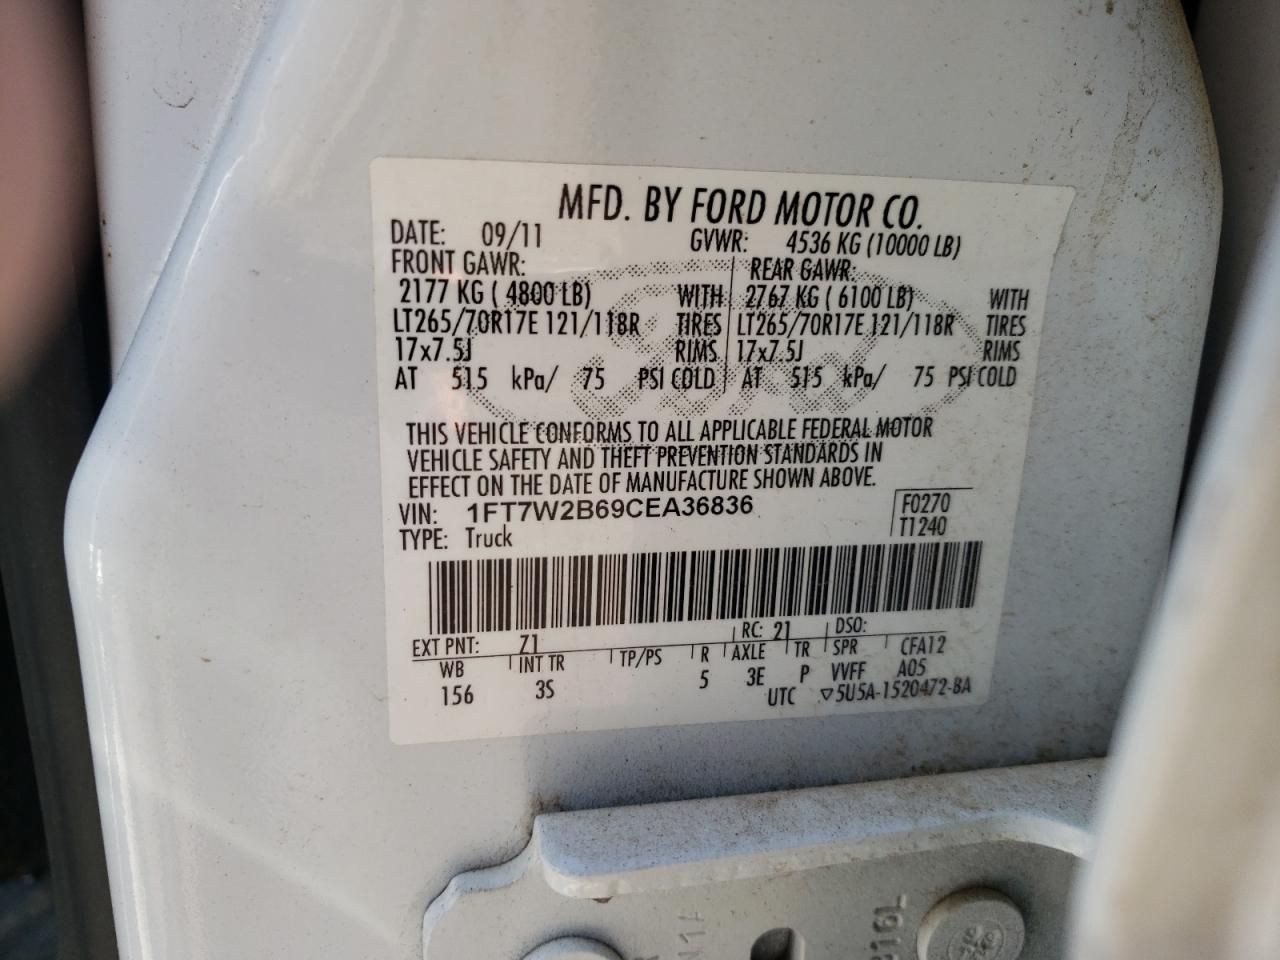 MFD. BY FORD MOTOR CO.
DATE: 09/11 GVWR: 4536 KG (10000 LB)
FRONT GAWR: REAR GAWR:
2177 KG ( 4800 LB) WITH 2767 KG ( 6100 LB) WITH
LT265/70R17E 121/118R TIRES LT265/70R17E 121/118R TIRES
17x7.5J RIMS 17x7.5J RIMS
AT 515 kPa/ 75 PSI COLD AT 515 kPa/ 75 PSI COLD
THIS VEHICLE CONFORMS TO ALL APPLICABLE FEDERAL MOTOR
VEHICLE SAFETY AND THEFT PREVENTION STANDARDS IN
EFFECT ON THE DATE OF MANUFACTURE SHOWN ABOVE.
VIN: 1FT7W2B69CEA36836 F0270
TYPE: Truck T1240
EXT PNT: Z1 RC: 21 DSO:
WB INT TR TP/PS R AXLE TR SPR CFA12
156 3S 5 3E P VVFF A05
UTC ▽5U5A-1520472-BA
316L